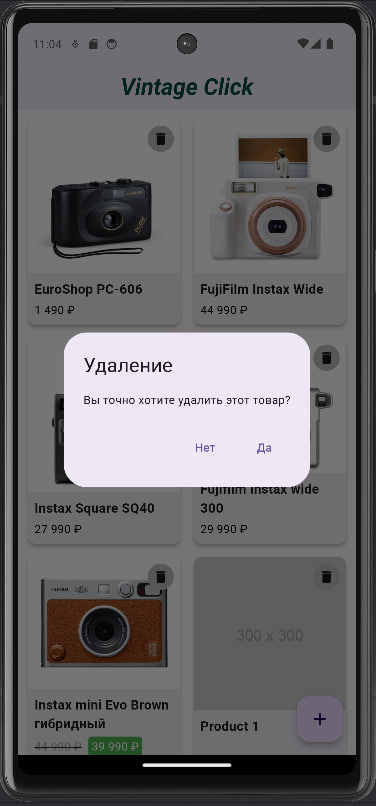 11:04
Vintage Click
EuroShop PC-606
1 490 ₽
FujiFilm Instax Wide
44 990 ₽
Удаление
Вы точно хотите удалить этот товар?
Нет
Да
Instax Square SQ40
27 990 ₽
Fujifilm Instax wide
300
29 990 ₽
Instax mini Evo Brown
гибридный
44 990 ₽
39 990 ₽
300 x 300
Product 1
+